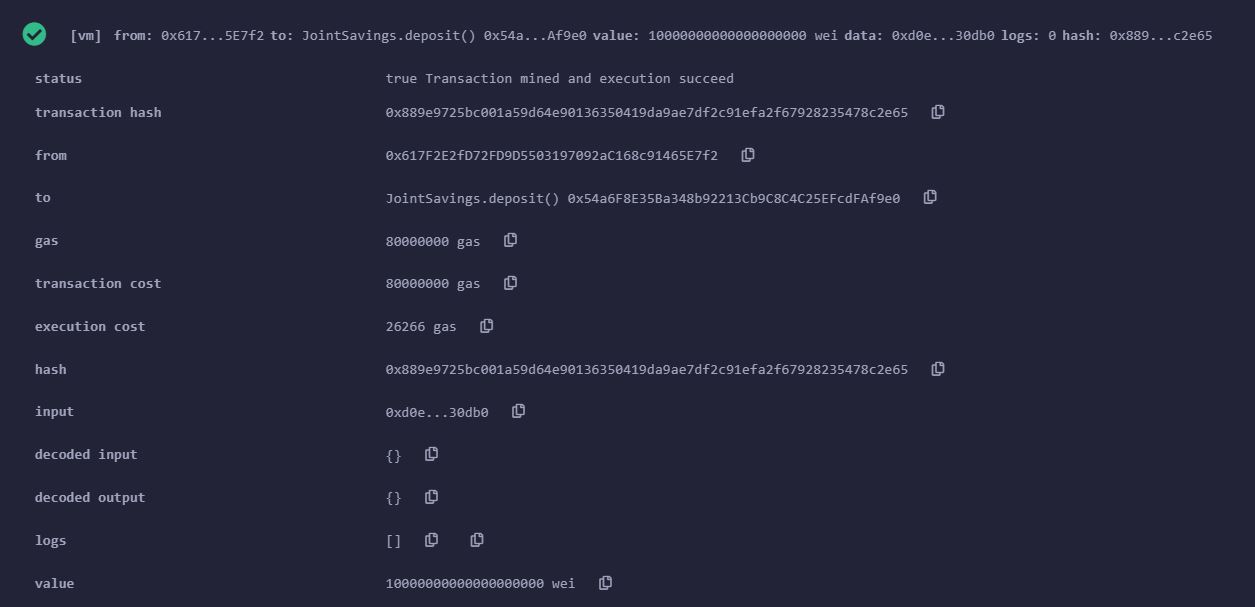 [vm] from: 0x617...5E7f2 to: JointSavings.deposit() 0x54a...Af9e0 value: 10000000000000000000 wei data: 0xd0e...30db0 logs: 0 hash: 0x889...c2e65
status true Transaction mined and execution succeed
transaction hash 0x889e9725bc001a59d64e90136350419da9ae7df2c91efa2f67928235478c2e65
from 0x617F2E2fD72FD9D5503197092aC168c91465E7f2
to JointSavings.deposit() 0x54a6F8E35Ba348b92213Cb9C8C4C25EFcdFAf9e0
gas 80000000 gas
transaction cost 80000000 gas
execution cost 26266 gas
hash 0x889e9725bc001a59d64e90136350419da9ae7df2c91efa2f67928235478c2e65
input 0xd0e...30db0
decoded input {}
decoded output {}
logs []
value 10000000000000000000 wei